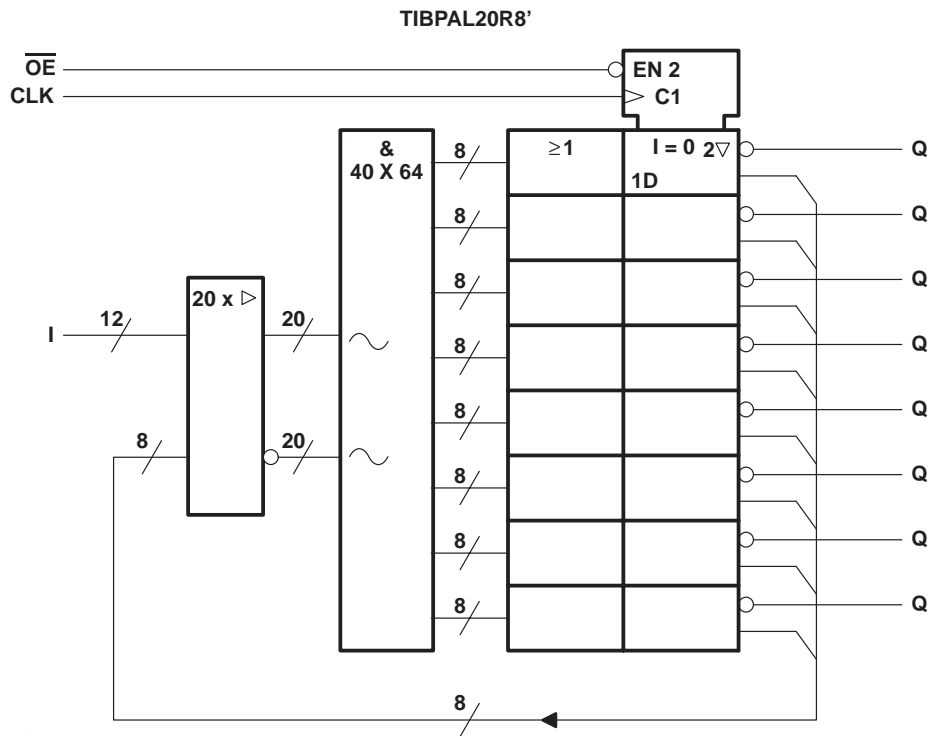 TIBPAL20R8’
OE
EN 2
CLK
C1
&
40 X 64
8
≥1
I = 0 2▽
1D
Q
8
Q
8
Q
20 x ▷
I
12
20
8
Q
8
Q
8
20
8
Q
8
Q
8
Q
8